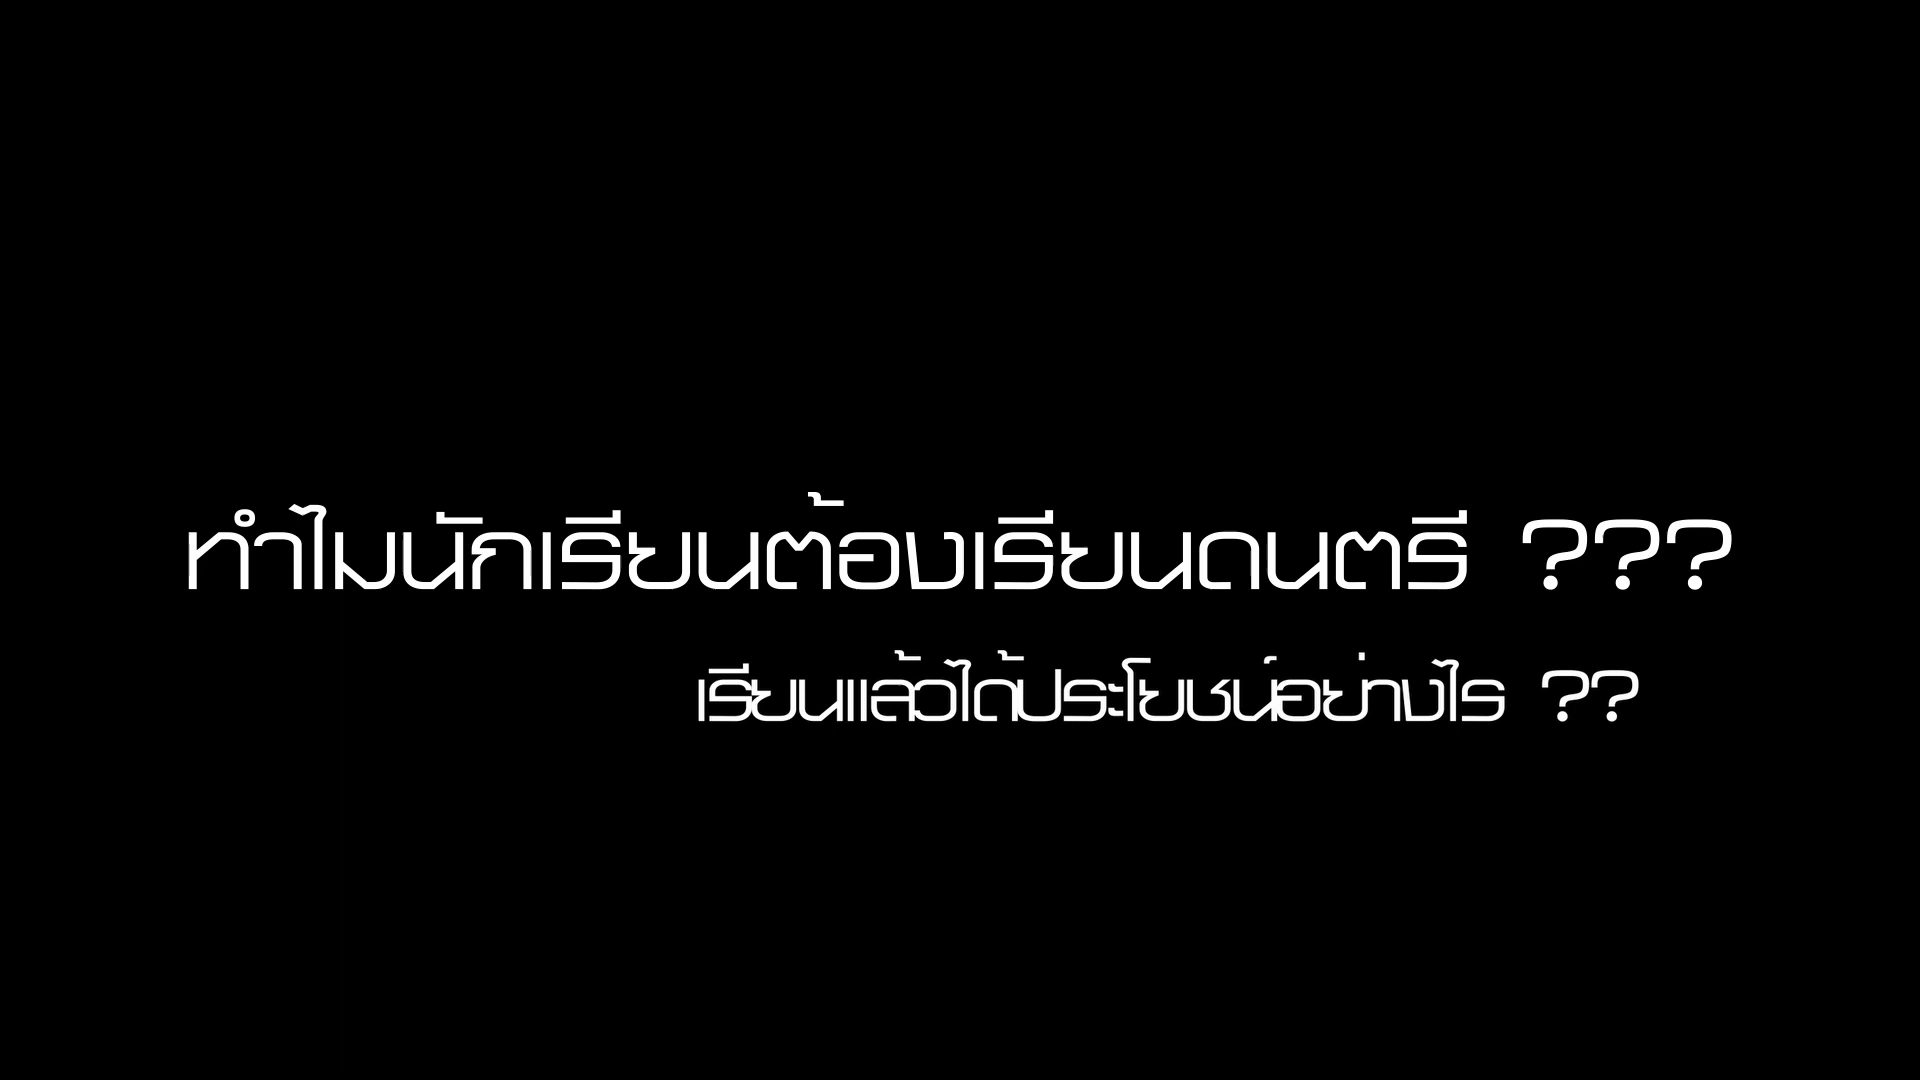 ทำไมนักเรียนต้องเรียนดนตรี ???
เรียนแล้วได้ประโยชน์อย่างไร ??